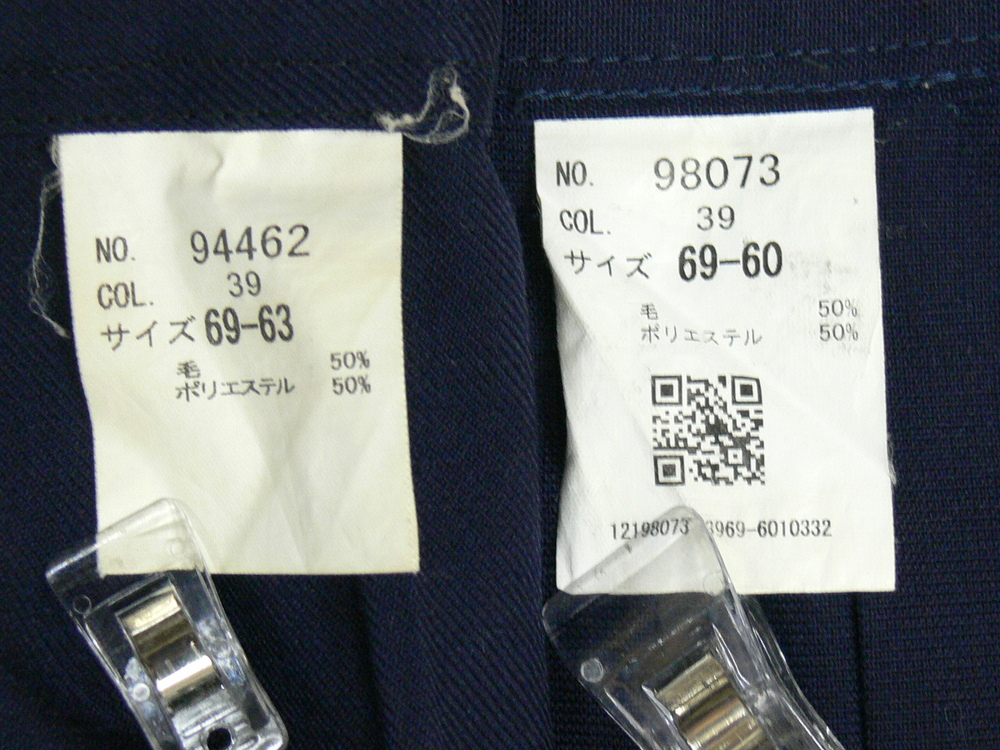 NO. 94462
COL. 39
サイズ 69-63
毛 50%
ポリエステル 50%
NO. 98073
COL. 39
サイズ 69-60
毛 50%
ポリエステル 50%
12198073 3969-6010332